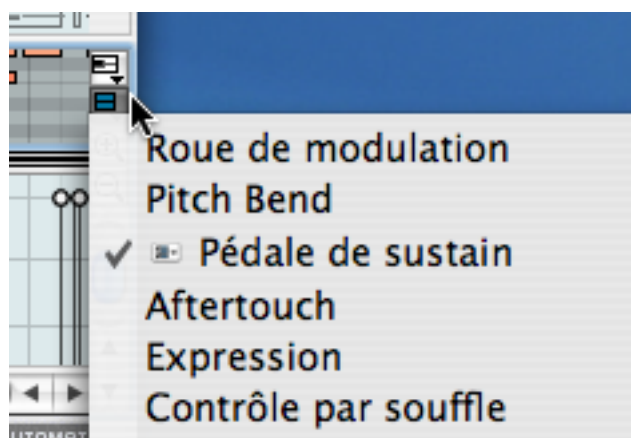 Roue de modulation
Pitch Bend
Pédale de sustain
Aftertouch
Expression
Contrôle par souffle